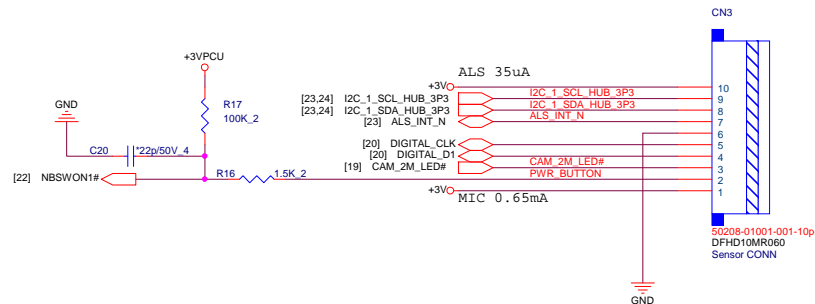 CN3
+3VPCU
ALS 35uA
+3V
10
[23,24] I2C_1_SCL_HUB_3P3
I2C_1_SCL_HUB_3P3
9
GND
R17
[23,24] I2C_1_SDA_HUB_3P3
I2C_1_SDA_HUB_3P3
8
100K_2
[23] ALS_INT_N
ALS_INT_N
7
6
C20
*22p/50V_4
[20] DIGITAL_CLK
5
[20] DIGITAL_D1
4
[19] CAM_2M_LED#
CAM_2M_LED#
3
[22] NBSWON1#
R16
1.5K_2
PWR_BUTTON
2
+3V
MIC 0.65mA
1
50208-01001-001-10p
DFHD10MR060
Sensor CONN
GND